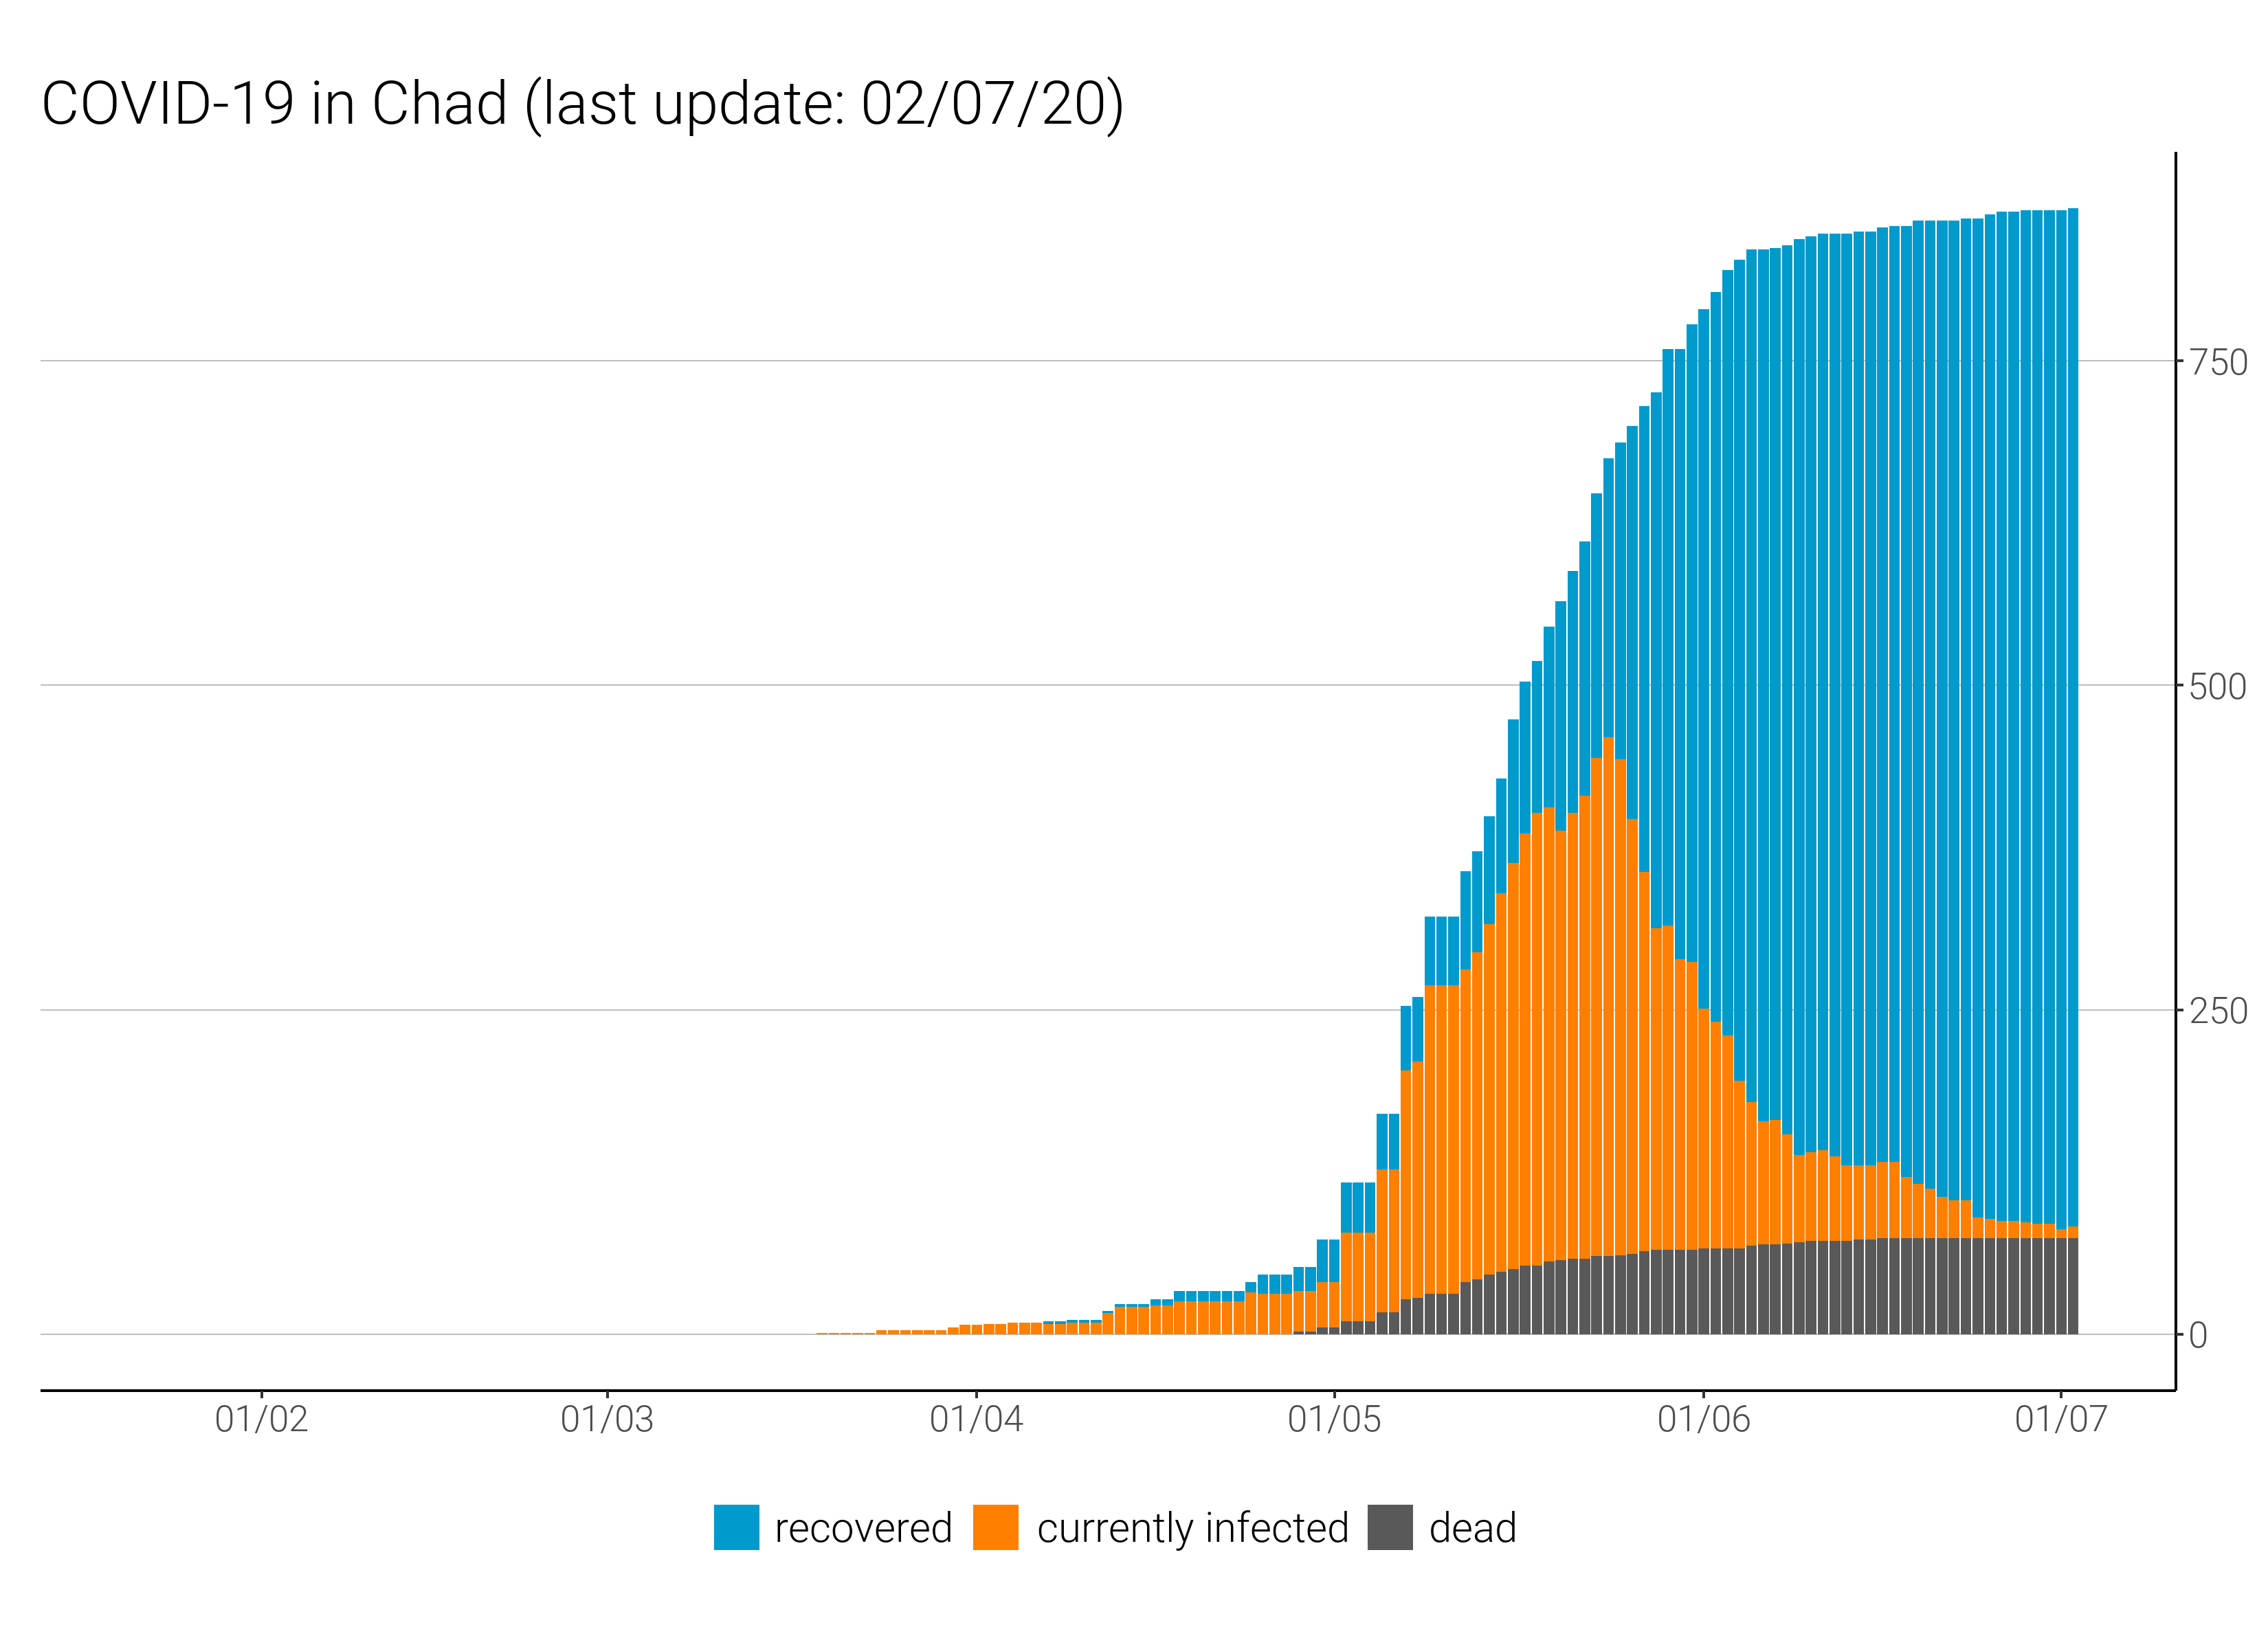 COVID-19 in Chad (last update: 02/07/20)
750
500
250
0
01/02 01/03 01/04 01/05 01/06 01/07
recovered currently infected dead